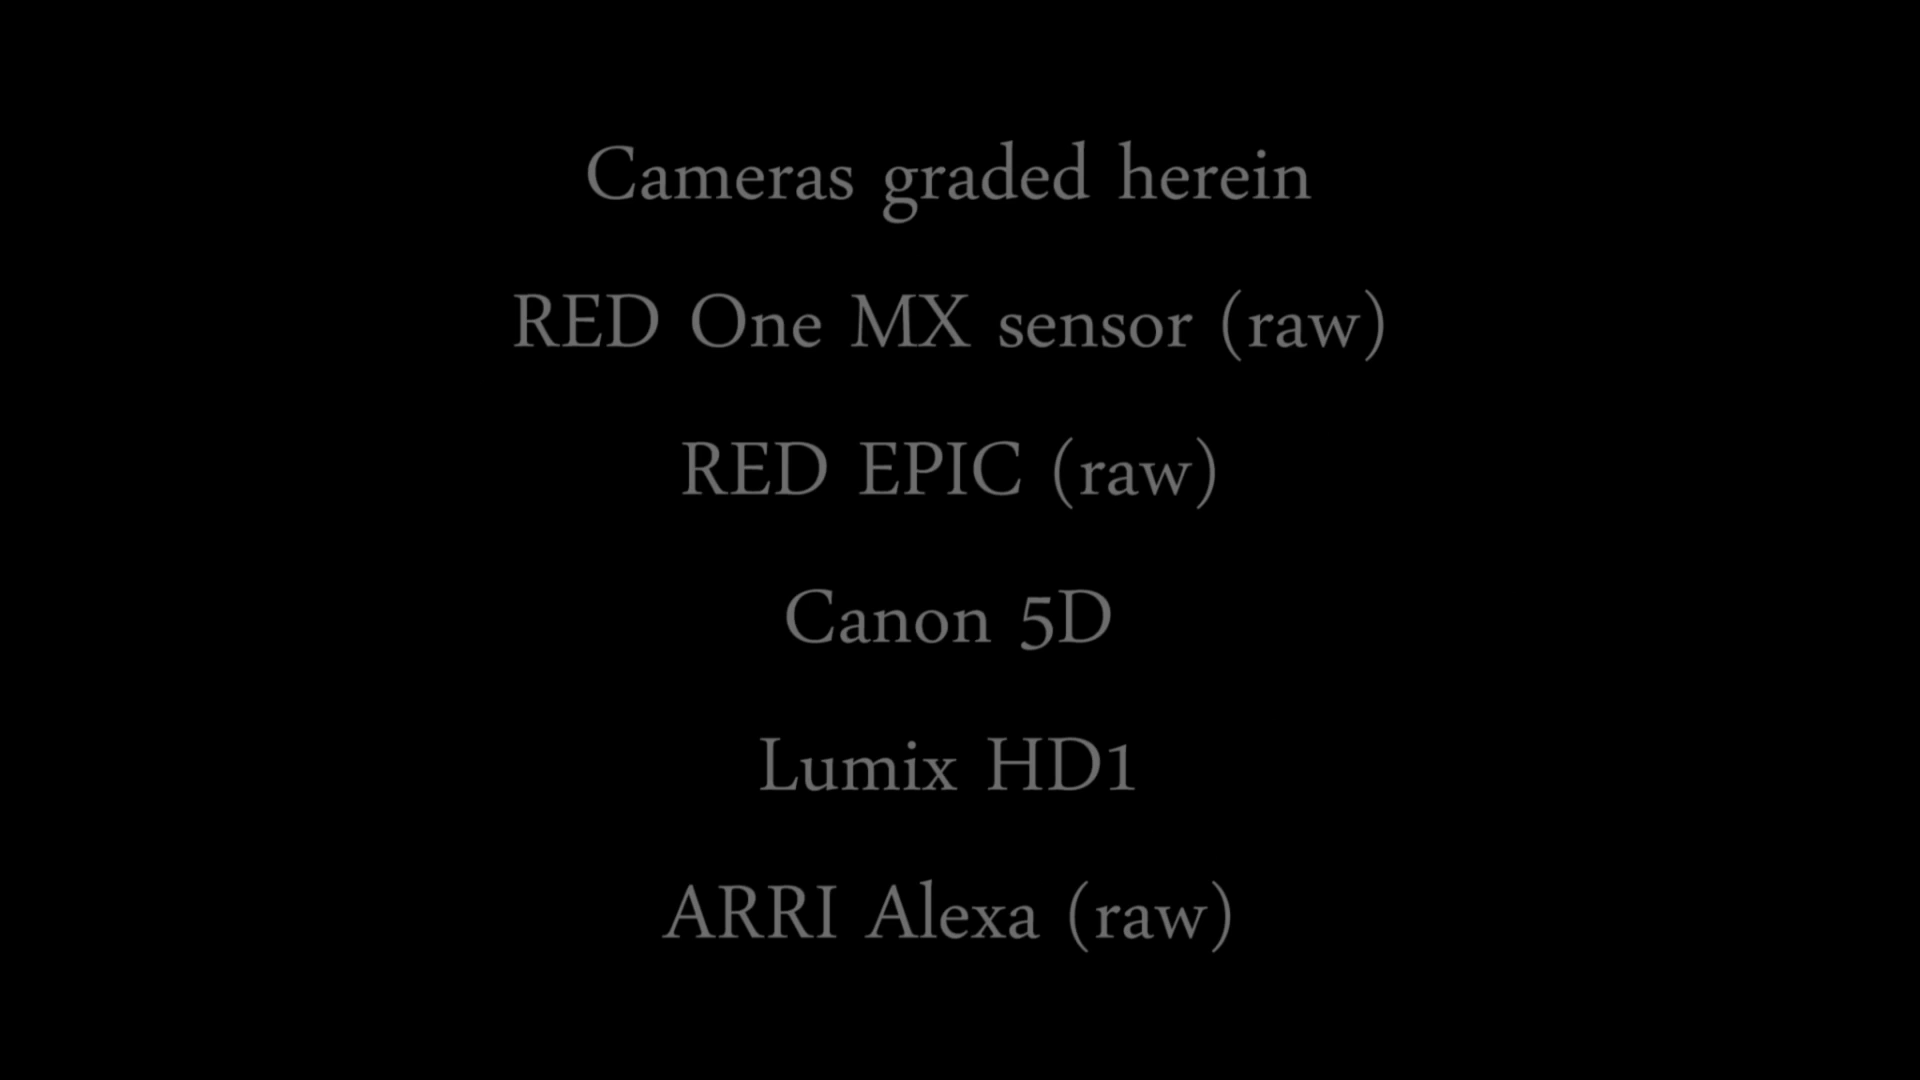 Cameras graded herein
RED One MX sensor (raw)
RED EPIC (raw)
Canon 5D
Lumix HD1
ARRI Alexa (raw)